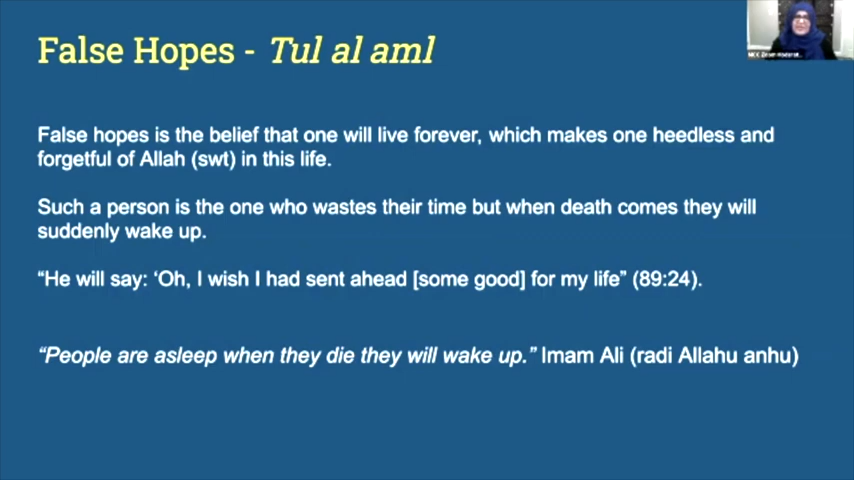 False Hopes - Tul al aml
False hopes is the belief that one will live forever, which makes one heedless and
forgetful of Allah (swt) in this life.
Such a person is the one who wastes their time but when death comes they will
suddenly wake up.
“He will say: ‘Oh, I wish I had sent ahead [some good] for my life” (89:24).
“People are asleep when they die they will wake up.” Imam Ali (radi Allahu anhu)
MCC